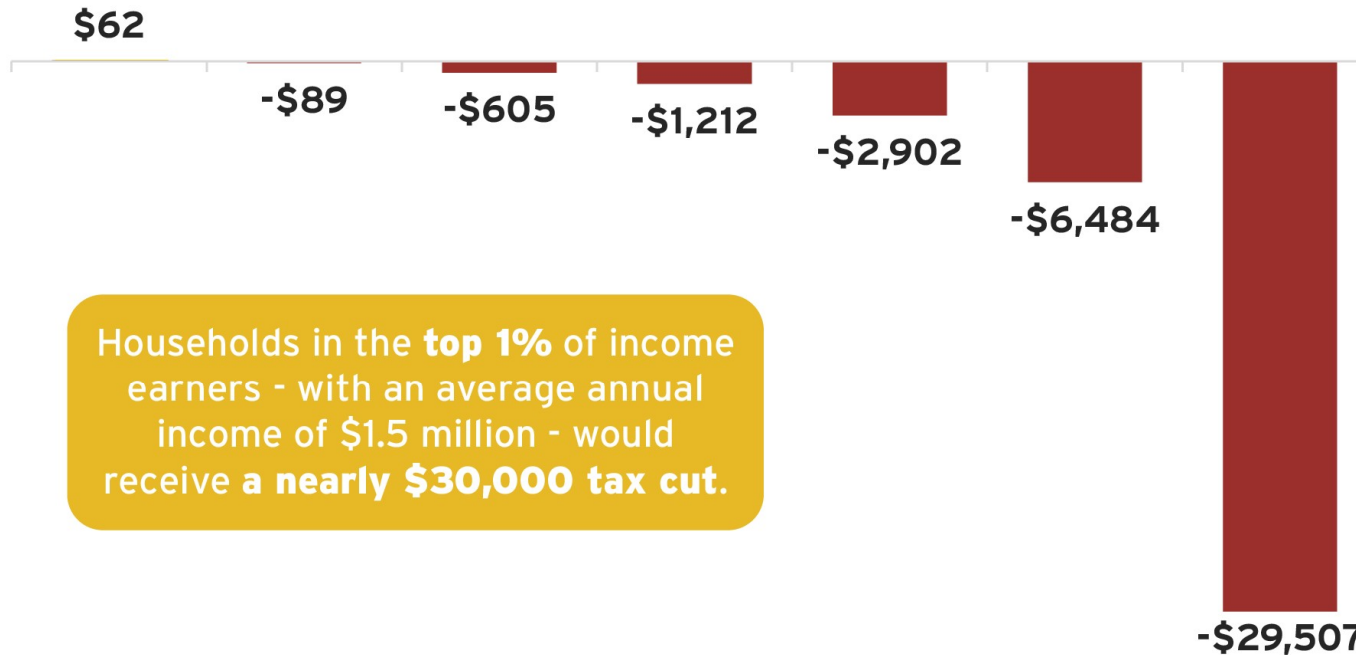 $62
-$89
-$605
-$1,212
-$2,902
-$6,484
Households in the top 1% of income
earners - with an average annual
income of $1.5 million - would
receive a nearly $30,000 tax cut.
-$29,507